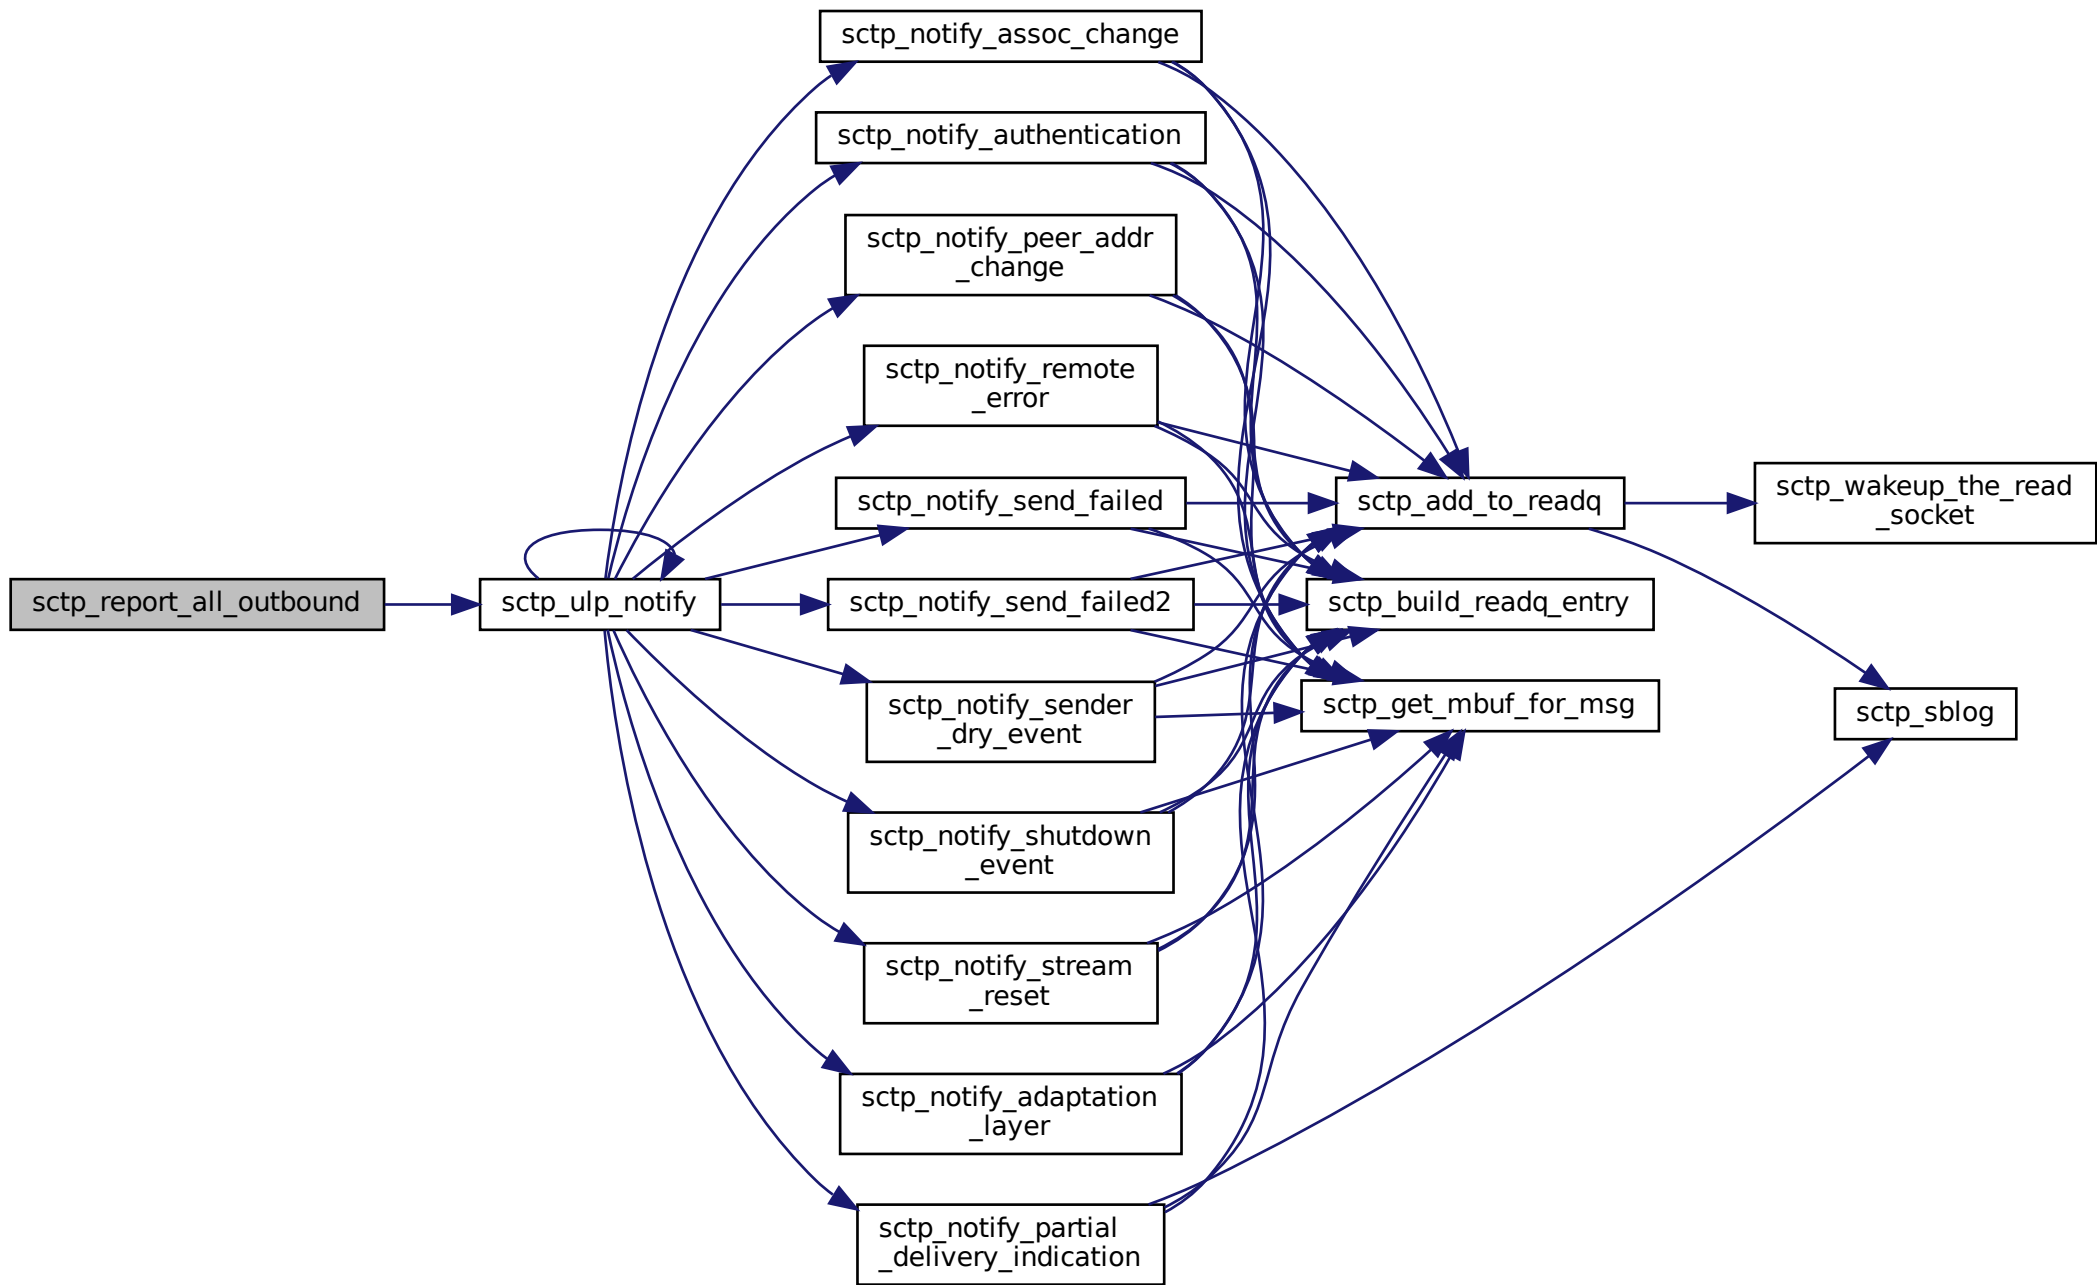 sctp_report_all_outbound
sctp_ulp_notify
sctp_notify_assoc_change
sctp_notify_authentication
sctp_notify_peer_addr
_change
sctp_notify_remote
_error
sctp_notify_send_failed
sctp_notify_send_failed2
sctp_notify_sender
_dry_event
sctp_notify_shutdown
_event
sctp_notify_stream
_reset
sctp_notify_adaptation
_layer
sctp_notify_partial
_delivery_indication
sctp_add_to_readq
sctp_build_readq_entry
sctp_get_mbuf_for_msg
sctp_wakeup_the_read
_socket
sctp_sblog